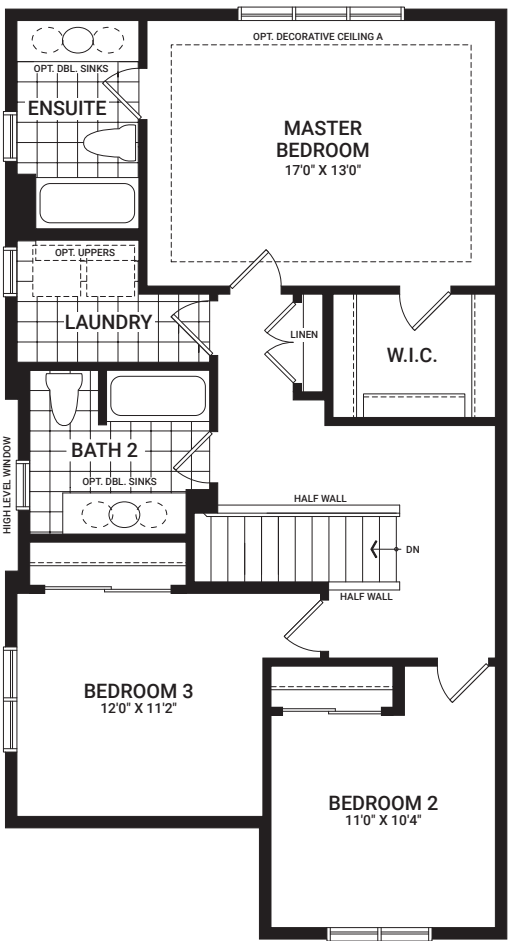 OPT. DECORATIVE CEILING A
OPT. DBL. SINKS
ENSUITE
MASTER
BEDROOM
17'0" X 13'0"
OPT. UPPERS
LAUNDRY
LINEN
W.I.C.
BATH 2
OPT. DBL. SINKS
HIGH LEVEL WINDOW
HALF WALL
DN
HALF WALL
BEDROOM 3
12'0" X 11'2"
BEDROOM 2
11'0" X 10'4"